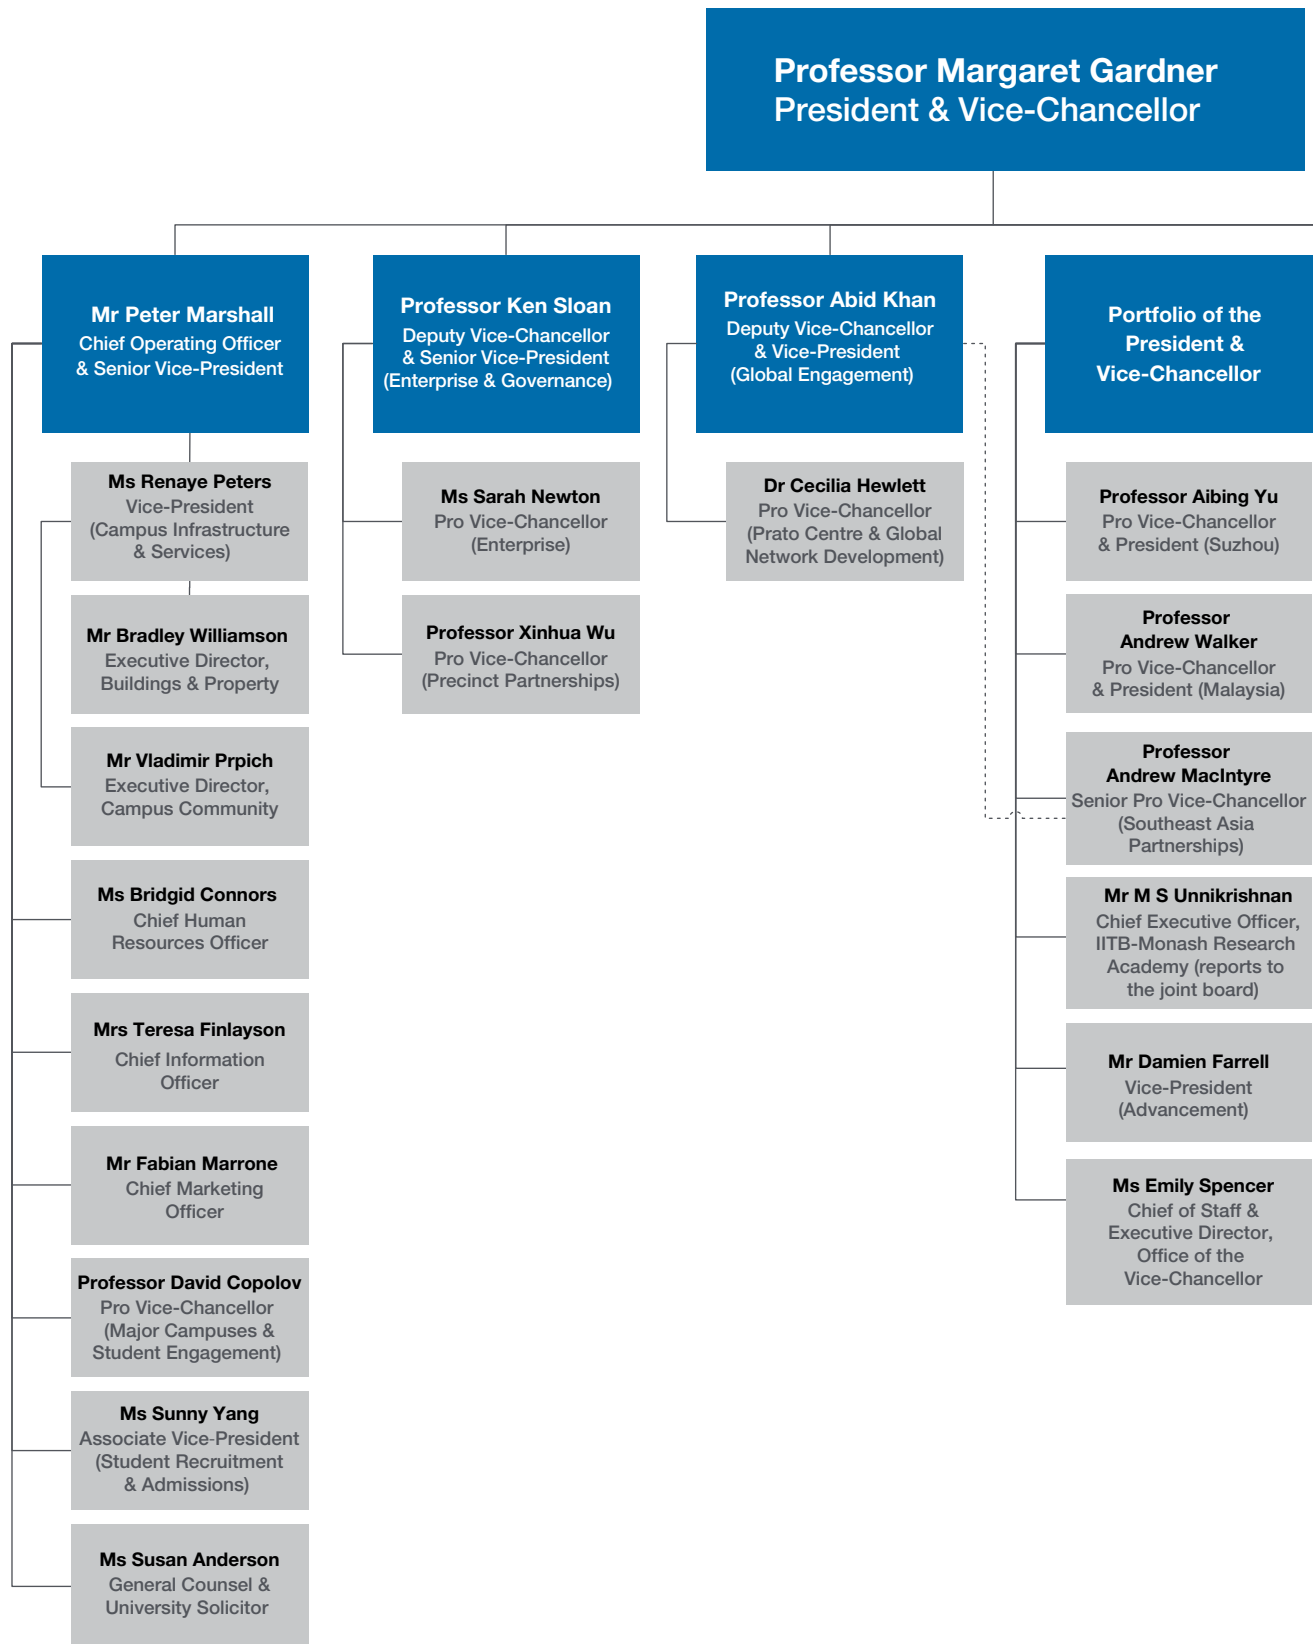 Professor Margaret Gardner
President & Vice-Chancellor
Mr Peter Marshall
Chief Operating Officer
& Senior Vice-President
Professor Ken Sloan
Deputy Vice-Chancellor
& Senior Vice-President
(Enterprise & Governance)
Professor Abid Khan
Deputy Vice-Chancellor
& Vice-President
(Global Engagement)
Portfolio of the
President &
Vice-Chancellor
Ms Renaye Peters
Vice-President
(Campus Infrastructure
& Services)
Mr Bradley Williamson
Executive Director,
Buildings & Property
Mr Vladimir Prpich
Executive Director,
Campus Community
Ms Bridgid Connors
Chief Human
Resources Officer
Mrs Teresa Finlayson
Chief Information
Officer
Mr Fabian Marrone
Chief Marketing
Officer
Professor David Copolov
Pro Vice-Chancellor
(Major Campuses &
Student Engagement)
Ms Sunny Yang
Associate Vice-President
(Student Recruitment
& Admissions)
Ms Susan Anderson
General Counsel &
University Solicitor
Ms Sarah Newton
Pro Vice-Chancellor
(Enterprise)
Professor Xinhua Wu
Pro Vice-Chancellor
(Precinct Partnerships)
Dr Cecilia Hewlett
Pro Vice-Chancellor
(Prato Centre & Global
Network Development)
Professor Aibing Yu
Pro Vice-Chancellor
& President (Suzhou)
Professor
Andrew Walker
Pro Vice-Chancellor
& President (Malaysia)
Professor
Andrew MacIntyre
Senior Pro Vice-Chancellor
(Southeast Asia
Partnerships)
Mr M S Unnikrishnan
Chief Executive Officer,
IITB-Monash Research
Academy (reports to
the joint board)
Mr Damien Farrell
Vice-President
(Advancement)
Ms Emily Spencer
Chief of Staff &
Executive Director,
Office of the
Vice-Chancellor